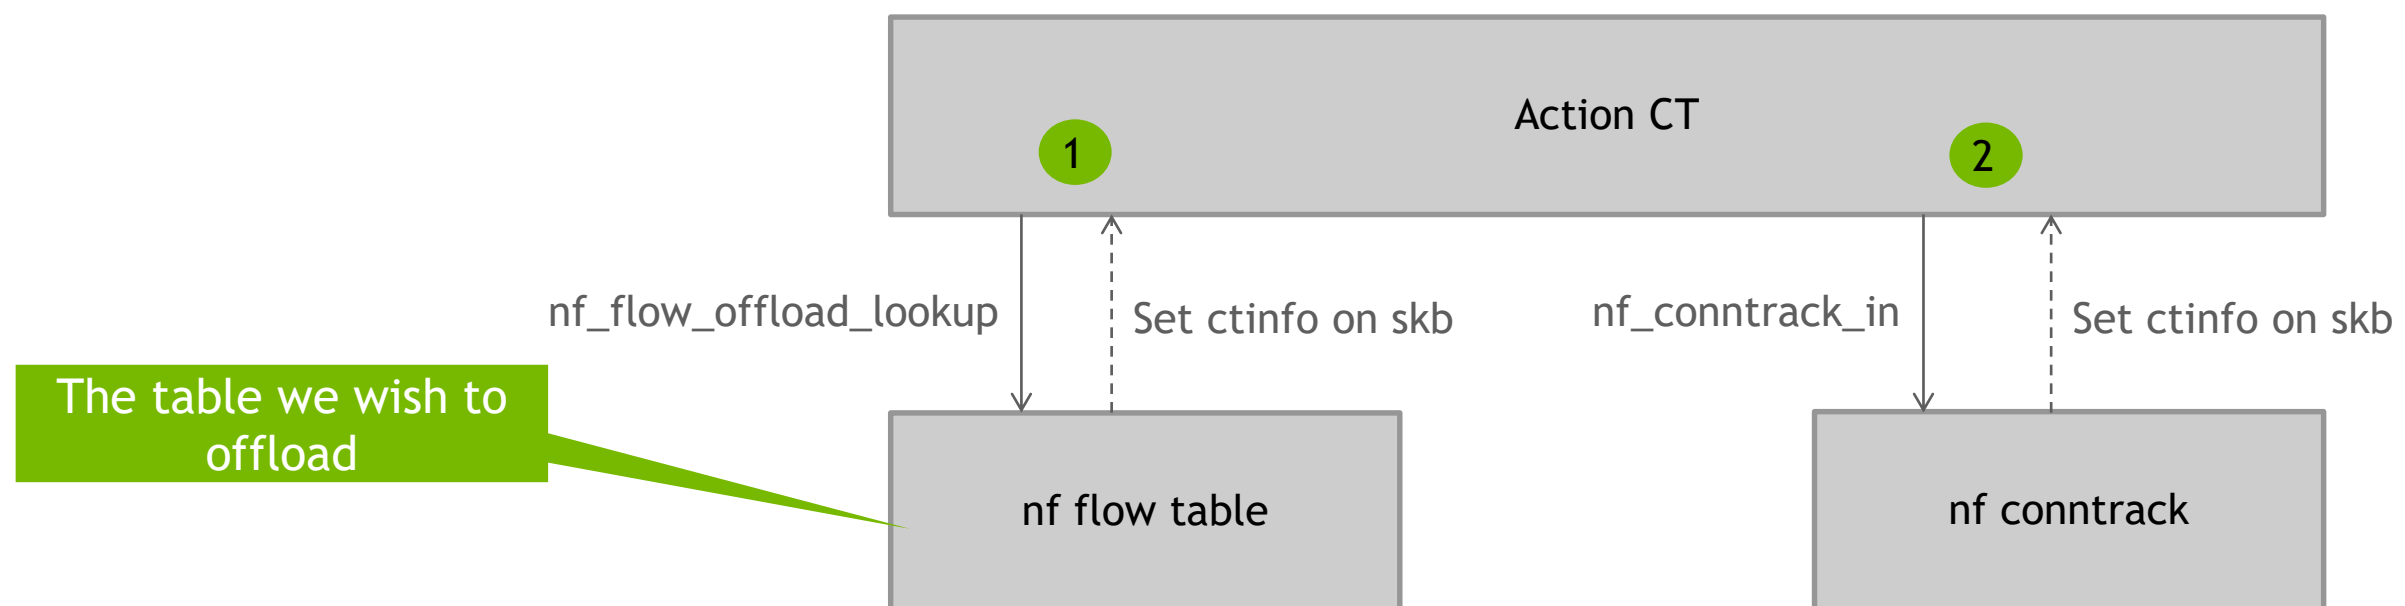 Action CT
1
2
nf_flow_offload_lookup
Set ctinfo on skb
nf_conntrack_in
Set ctinfo on skb
The table we wish to
offload
nf flow table
nf conntrack